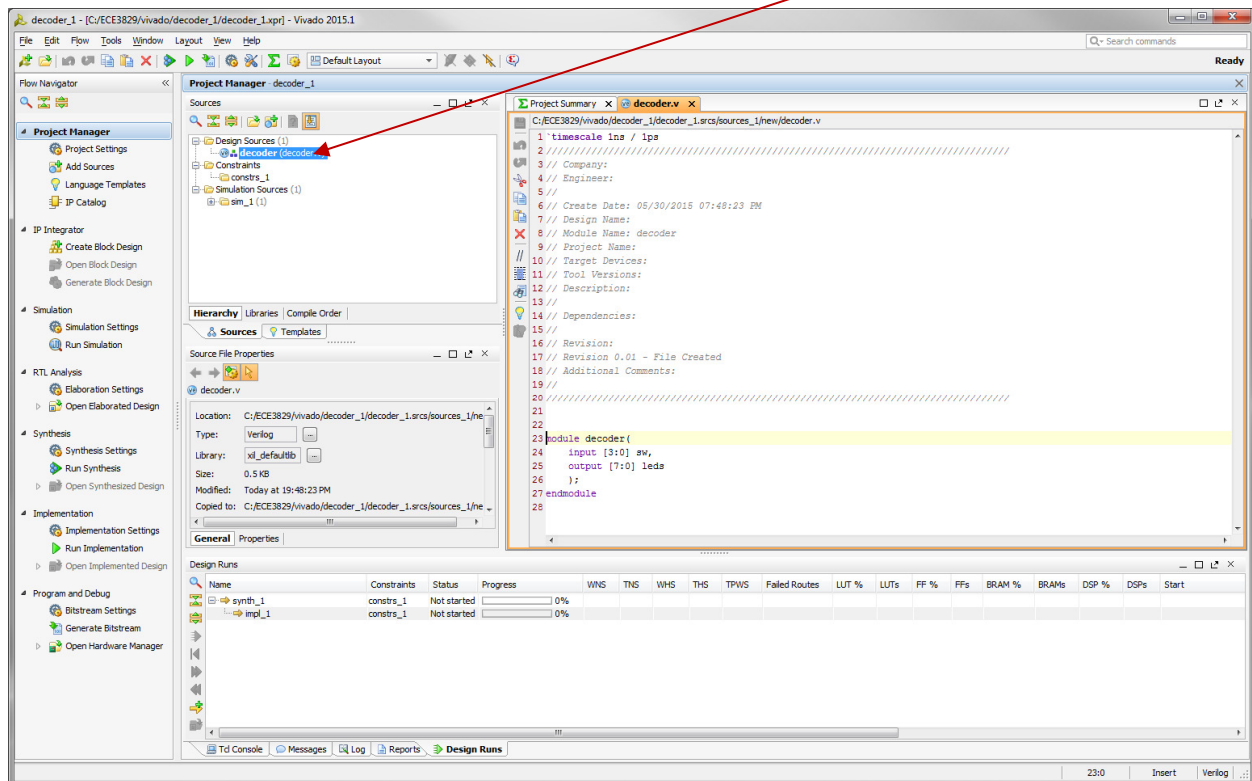 decoder_1 - [C:/ECE3829/vivado/decoder_1/decoder_1.xpr] - Vivado 2015.1
File Edit Flow Tools Window Layout View Help
Search commands
Default Layout
Ready
Flow Navigator
Project Manager
Project Settings
Add Sources
Language Templates
IP Catalog
IP Integrator
Create Block Design
Open Block Design
Generate Block Design
Simulation
Simulation Settings
Run Simulation
RTL Analysis
Elaboration Settings
Open Elaborated Design
Synthesis
Synthesis Settings
Run Synthesis
Open Synthesized Design
Implementation
Implementation Settings
Run Implementation
Open Implemented Design
Program and Debug
Bitstream Settings
Generate Bitstream
Open Hardware Manager
Project Manager - decoder_1
Sources
Design Sources (1)
decoder (decoder
Constraints
constrs_1
Simulation Sources (1)
sim_1 (1)
Hierarchy Libraries Compile Order
Sources Templates
Source File Properties
decoder.v
Location: C:/ECE3829/vivado/decoder_1/decoder_1.srcs/sources_1/ne
Type: Verilog ...
Library: xil_defaultlib ...
Size: 0.5 KB
Modified: Today at 19:48:23 PM
Copied to: C:/ECE3829/vivado/decoder_1/decoder_1.srcs/sources_1/ne
General Properties
Project Summary decoder.v
C:/ECE3829/vivado/decoder_1/decoder_1.srcs/sources_1/new/decoder.v
1 `timescale 1ns / 1ps
2 //////////////////////////////////////////////////////////////////////////////////
3 // Company:
4 // Engineer:
5 //
6 // Create Date: 05/30/2015 07:48:23 PM
7 // Design Name:
8 // Module Name: decoder
9 // Project Name:
10 // Target Devices:
11 // Tool Versions:
12 // Description:
13 //
14 // Dependencies:
15 //
16 // Revision:
17 // Revision 0.01 - File Created
18 // Additional Comments:
19 //
20 //////////////////////////////////////////////////////////////////////////////////
21
22
23 module decoder(
24 input [3:0] sw,
25 output [7:0] leds
26 );
27 endmodule
28
Design Runs
Name Constraints Status Progress WNS TNS WHS THS TPWS Failed Routes LUT % LUTs FF % FFs BRAM % BRAMs DSP % DSPs Start
synth_1 constrs_1 Not started 0%
impl_1 constrs_1 Not started 0%
Tcl Console Messages Log Reports Design Runs
23:0 Insert Verilog